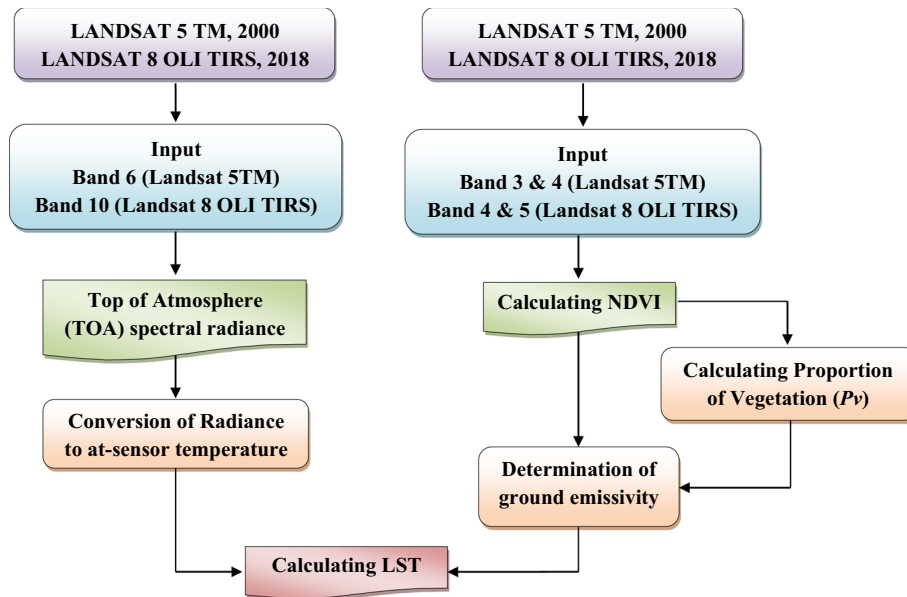 LANDSAT 5 TM, 2000
LANDSAT 8 OLI TIRS, 2018
Input
Band 6 (Landsat 5TM)
Band 10 (Landsat 8 OLI TIRS)
Top of Atmosphere
(TOA) spectral radiance
Conversion of Radiance
to at-sensor temperature
LANDSAT 5 TM, 2000
LANDSAT 8 OLI TIRS, 2018
Input
Band 3 & 4 (Landsat 5TM)
Band 4 & 5 (Landsat 8 OLI TIRS)
Calculating NDVI
Calculating Proportion
of Vegetation (Pv)
Determination of
ground emissivity
Calculating LST